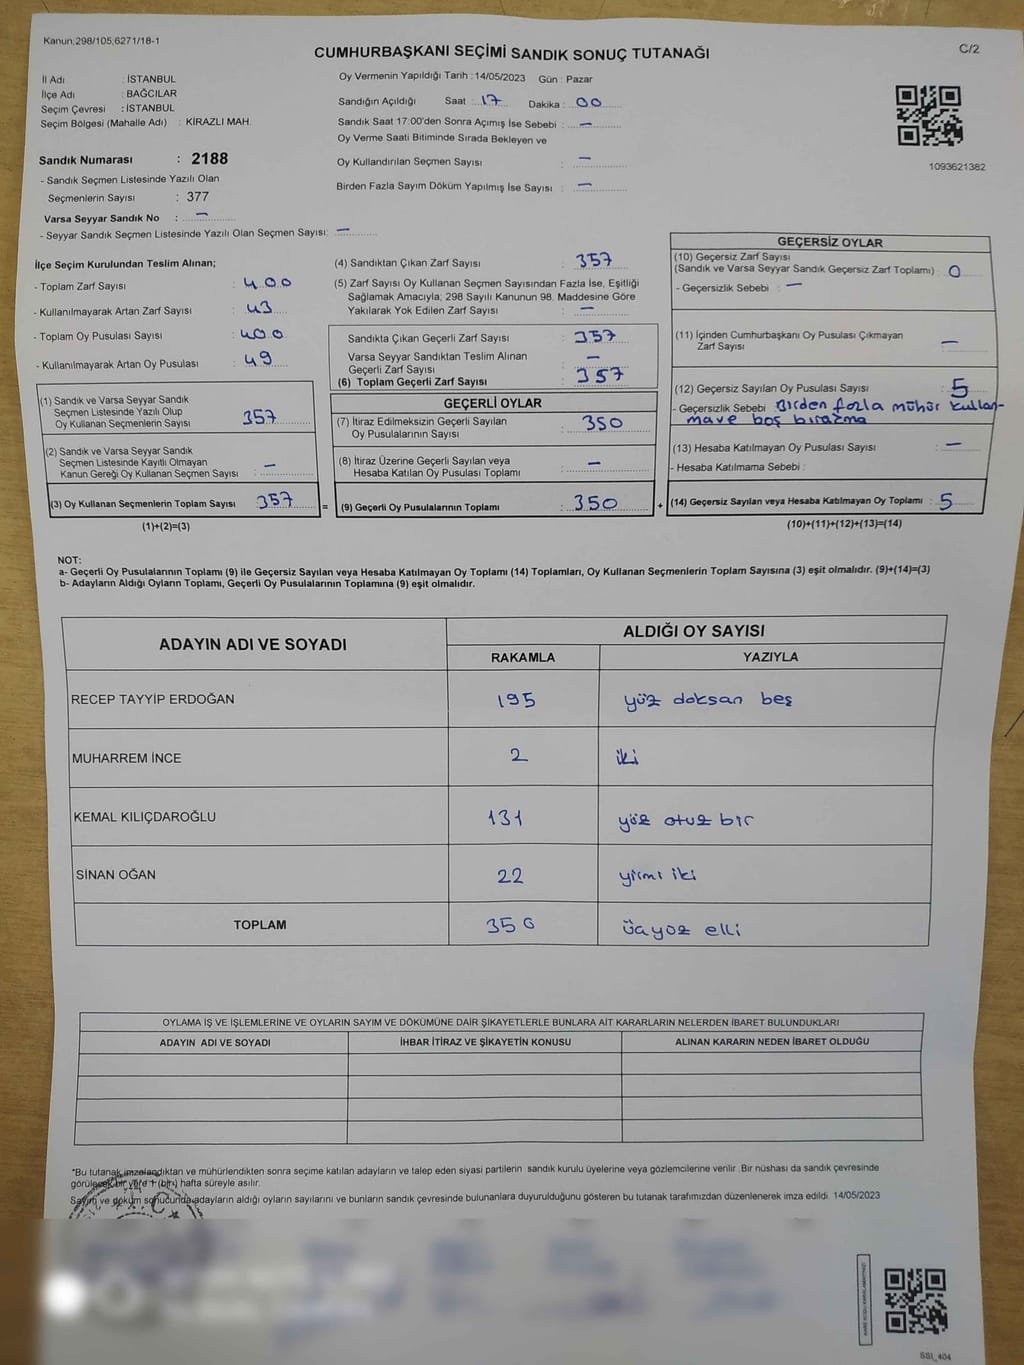 Kanun:298/105,6271/18-1
CUMHURBAŞKANI SEÇİMİ SANDIK SONUÇ TUTANAĞI
C/2
İl Adı : İSTANBUL
İlçe Adı : BAĞCILAR
Seçim Çevresi : İSTANBUL
Seçim Bölgesi (Mahalle Adı) : KİRAZLI MAH.
Sandık Numarası : 2188
- Sandık Seçmen Listesinde Yazılı Olan
Seçmenlerin Sayısı : 377
Varsa Seyyar Sandık No : —
- Seyyar Sandık Seçmen Listesinde Yazılı Olan Seçmen Sayısı: —
Oy Vermenin Yapıldığı Tarih : 14/05/2023 Gün : Pazar
Sandığın Açıldığı Saat : 17 Dakika : 00
Sandık Saat 17:00'den Sonra Açımış İse Sebebi : —
Oy Verme Saati Bitiminde Sırada Bekleyen ve
Oy Kullandırılan Seçmen Sayısı : —
Birden Fazla Sayım Döküm Yapılmış İse Sayısı : —
1093621382
İlçe Seçim Kurulundan Teslim Alınan;
- Toplam Zarf Sayısı : 400
- Kullanılmayarak Artan Zarf Sayısı : 43
- Toplam Oy Pusulası Sayısı : 400
- Kullanılmayarak Artan Oy Pusulası : 49
(1) Sandık ve Varsa Seyyar Sandık
Seçmen Listesinde Yazılı Olup
Oy Kullanan Seçmenlerin Sayısı : 357
(2) Sandık ve Varsa Seyyar Sandık
Seçmen Listesinde Kayıtlı Olmayan
Kanun Gereği Oy Kullanan Seçmen Sayısı : —
(3) Oy Kullanan Seçmenlerin Toplam Sayısı : 357
(1)+(2)=(3)
(4) Sandıktan Çıkan Zarf Sayısı : 357
(5) Zarf Sayısı Oy Kullanan Seçmen Sayısından Fazla İse, Eşitliği
Sağlamak Amacıyla; 298 Sayılı Kanunun 98. Maddesine Göre
Yakılarak Yok Edilen Zarf Sayısı : —
Sandıkta Çıkan Geçerli Zarf Sayısı : 357
Varsa Seyyar Sandıktan Teslim Alınan
Geçerli Zarf Sayısı : —
(6) Toplam Geçerli Zarf Sayısı : 357
GEÇERLİ OYLAR
(7) İtiraz Edilmeksizin Geçerli Sayılan
Oy Pusulalarının Sayısı : 350
(8) İtiraz Üzerine Geçerli Sayılan veya
Hesaba Katılan Oy Pusulası Toplamı : —
= (9) Geçerli Oy Pusulalarının Toplamı : 350 +
GEÇERSİZ OYLAR
(10) Geçersiz Zarf Sayısı
(Sandık ve Varsa Seyyar Sandık Geçersiz Zarf Toplamı) : 0
- Geçersizlik Sebebi : —
(11) İçinden Cumhurbaşkanı Oy Pusulası Çıkmayan
Zarf Sayısı : —
(12) Geçersiz Sayılan Oy Pusulası Sayısı : 5
- Geçersizlik Sebebi : Birden fazla mühür kullan-
mave boş bırazma
(13) Hesaba Katılmayan Oy Pusulası Sayısı : —
- Hesaba Katılmama Sebebi :
(14) Geçersiz Sayılan veya Hesaba Katılmayan Oy Toplamı : 5
(10)+(11)+(12)+(13)=(14)
NOT:
a- Geçerli Oy Pusulalarının Toplamı (9) ile Geçersiz Sayılan veya Hesaba Katılmayan Oy Toplamı (14) Toplamları, Oy Kullanan Seçmenlerin Toplam Sayısına (3) eşit olmalıdır. (9)+(14)=(3)
b- Adayların Aldığı Oyların Toplamı, Geçerli Oy Pusulalarının Toplamına (9) eşit olmalıdır.
ADAYIN ADI VE SOYADI ALDIĞI OY SAYISI
RAKAMLA YAZIYLA
RECEP TAYYİP ERDOĞAN 195 yüz doksan beş
MUHARREM İNCE 2 iki
KEMAL KILIÇDAROĞLU 131 yöz otuz bir
SİNAN OĞAN 22 yirmi iki
TOPLAM 350 üçyüz elli
OYLAMA İŞ VE İŞLEMLERİNE VE OYLARIN SAYIM VE DÖKÜMÜNE DAİR ŞİKAYETLERLE BUNLARA AİT KARARLARIN NELERDEN İBARET BULUNDUKLARI
ADAYIN ADI VE SOYADI İHBAR İTİRAZ VE ŞİKAYETİN KONUSU ALINAN KARARIN NEDEN İBARET OLDUĞU
*Bu tutanak imzalandıktan ve mühürlendikten sonra seçime katılan adayların ve talep eden siyasi partilerin sandık kurulu üyelerine veya gözlemcilerine verilir .Bir nüshası da sandık çevresinde
görülecek bir yere 1 (bir) hafta süreyle asılır.
Sayım ve döküm sonucunda adayların aldığı oyların sayılarını ve bunların sandık çevresinde bulunanlara duyurulduğunu gösteren bu tutanak tarafımızdan düzenlenerek imza edildi. 14/05/2023
SSI_404